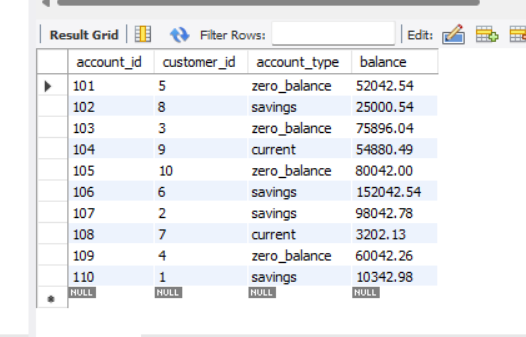 Result Grid Filter Rows: Edit:
account_id customer_id account_type balance
101 5 zero_balance 52042.54
102 8 savings 25000.54
103 3 zero_balance 75896.04
104 9 current 54880.49
105 10 zero_balance 80042.00
106 6 savings 152042.54
107 2 savings 98042.78
108 7 current 3202.13
109 4 zero_balance 60042.26
110 1 savings 10342.98
NULL NULL NULL NULL